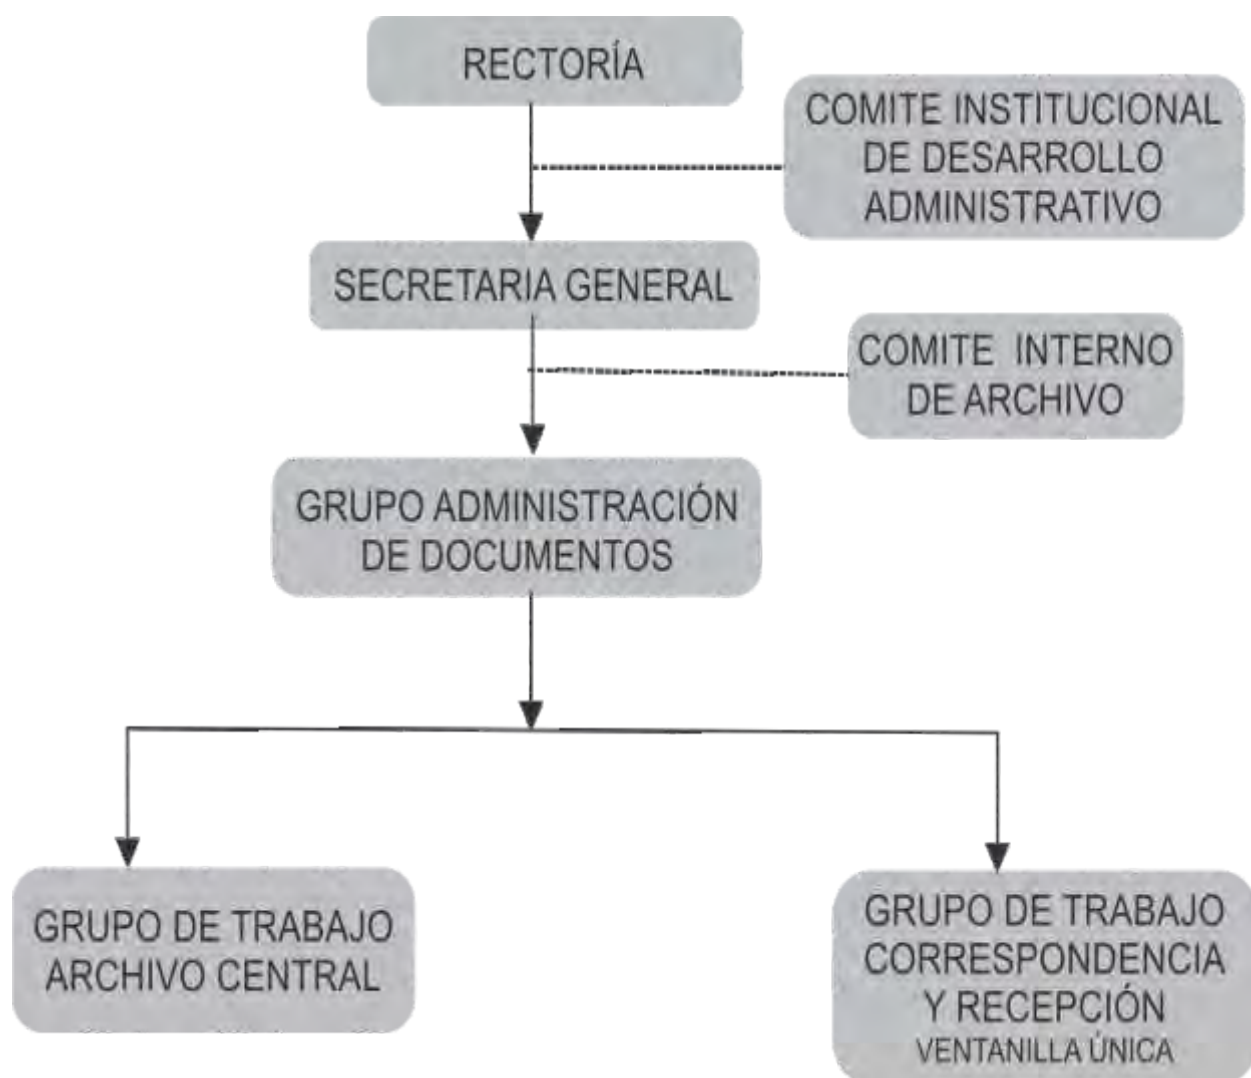 RECTORÍA
COMITE INSTITUCIONAL
DE DESARROLLO
ADMINISTRATIVO
SECRETARIA GENERAL
COMITE INTERNO
DE ARCHIVO
GRUPO ADMINISTRACIÓN
DE DOCUMENTOS
GRUPO DE TRABAJO
ARCHIVO CENTRAL
GRUPO DE TRABAJO
CORRESPONDENCIA
Y RECEPCIÓN
VENTANILLA ÚNICA